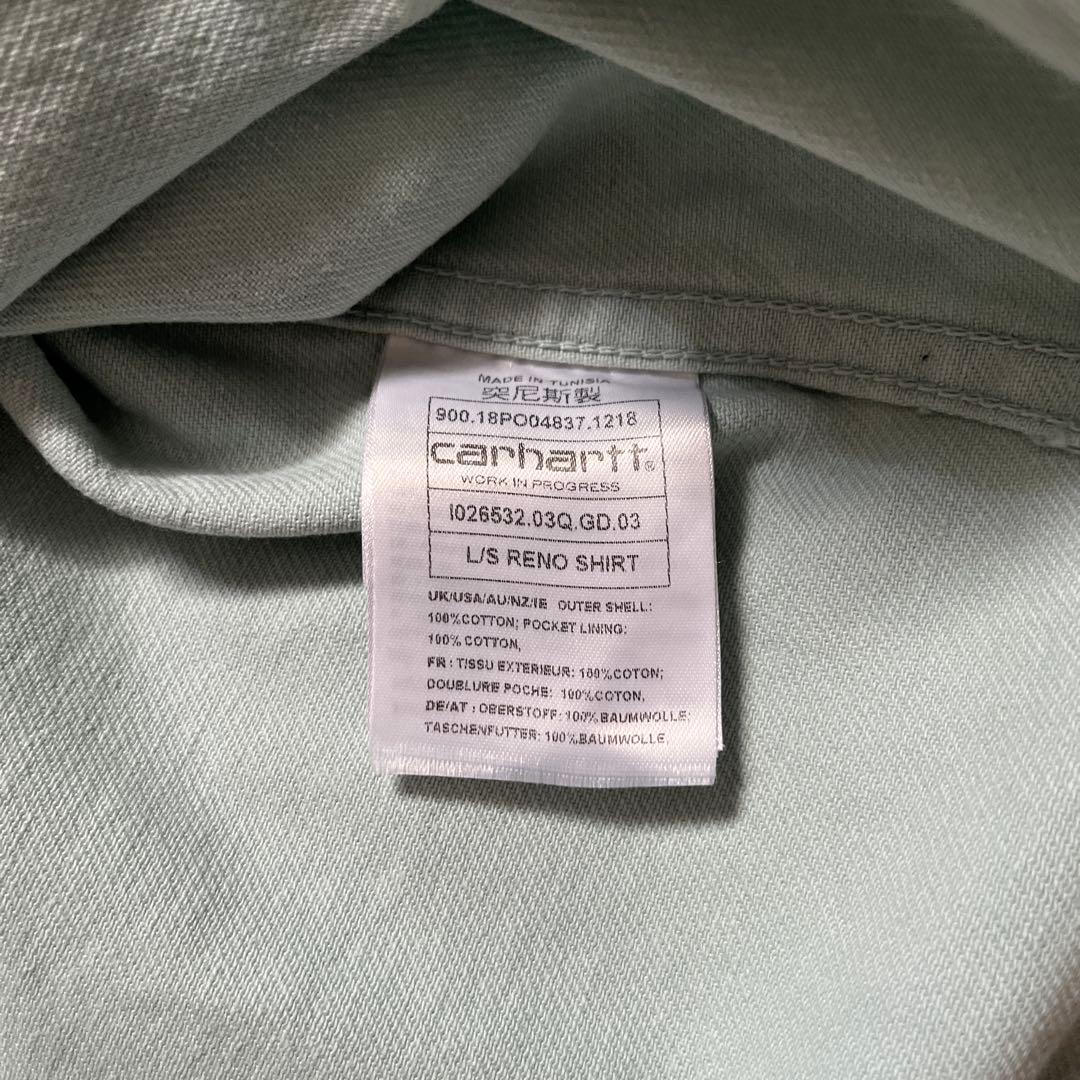 MADE IN TUNISIA
突尼斯製
900.18PO04837.1218
carhartt®
WORK IN PROGRESS
I026532.03Q.GD.03
L/S RENO SHIRT
UK/USA/AU/NZ/IE OUTER SHELL:
100%COTTON; POCKET LINING:
100% COTTON,
FR : TISSU EXTERIEUR: 100%COTON;
DOUBLURE POCHE: 100%COTON,
DE/AT : OBERSTOFF: 100%BAUMWOLLE;
TASCHENFUTTER: 100%BAUMWOLLE,